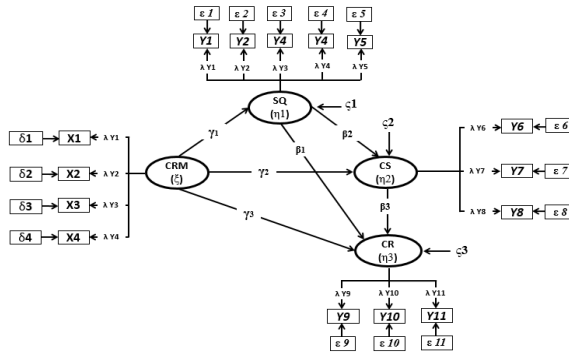 ε 1 ε 2 ε 3 ε 4 ε 5
Y1 Y2 Y4 Y4 Y5
λ Y1 λ Y2 λ Y3 λ Y4 λ Y5
SQ
(η1)
ς1
γ1
β1
β2
ς2
δ1 X1 λ Y1
δ2 X2 λ Y2
δ3 X3 λ Y3
δ4 X4 λ Y4
CRM
(ξ)
γ2
γ3
CS
(η2)
β3
λ Y6 Y6 ε 6
λ Y7 Y7 ε 7
λ Y8 Y8 ε 8
CR
(η3)
ς3
λ Y9 λ Y10 λ Y11
Y9 Y10 Y11
ε 9 ε 10 ε 11